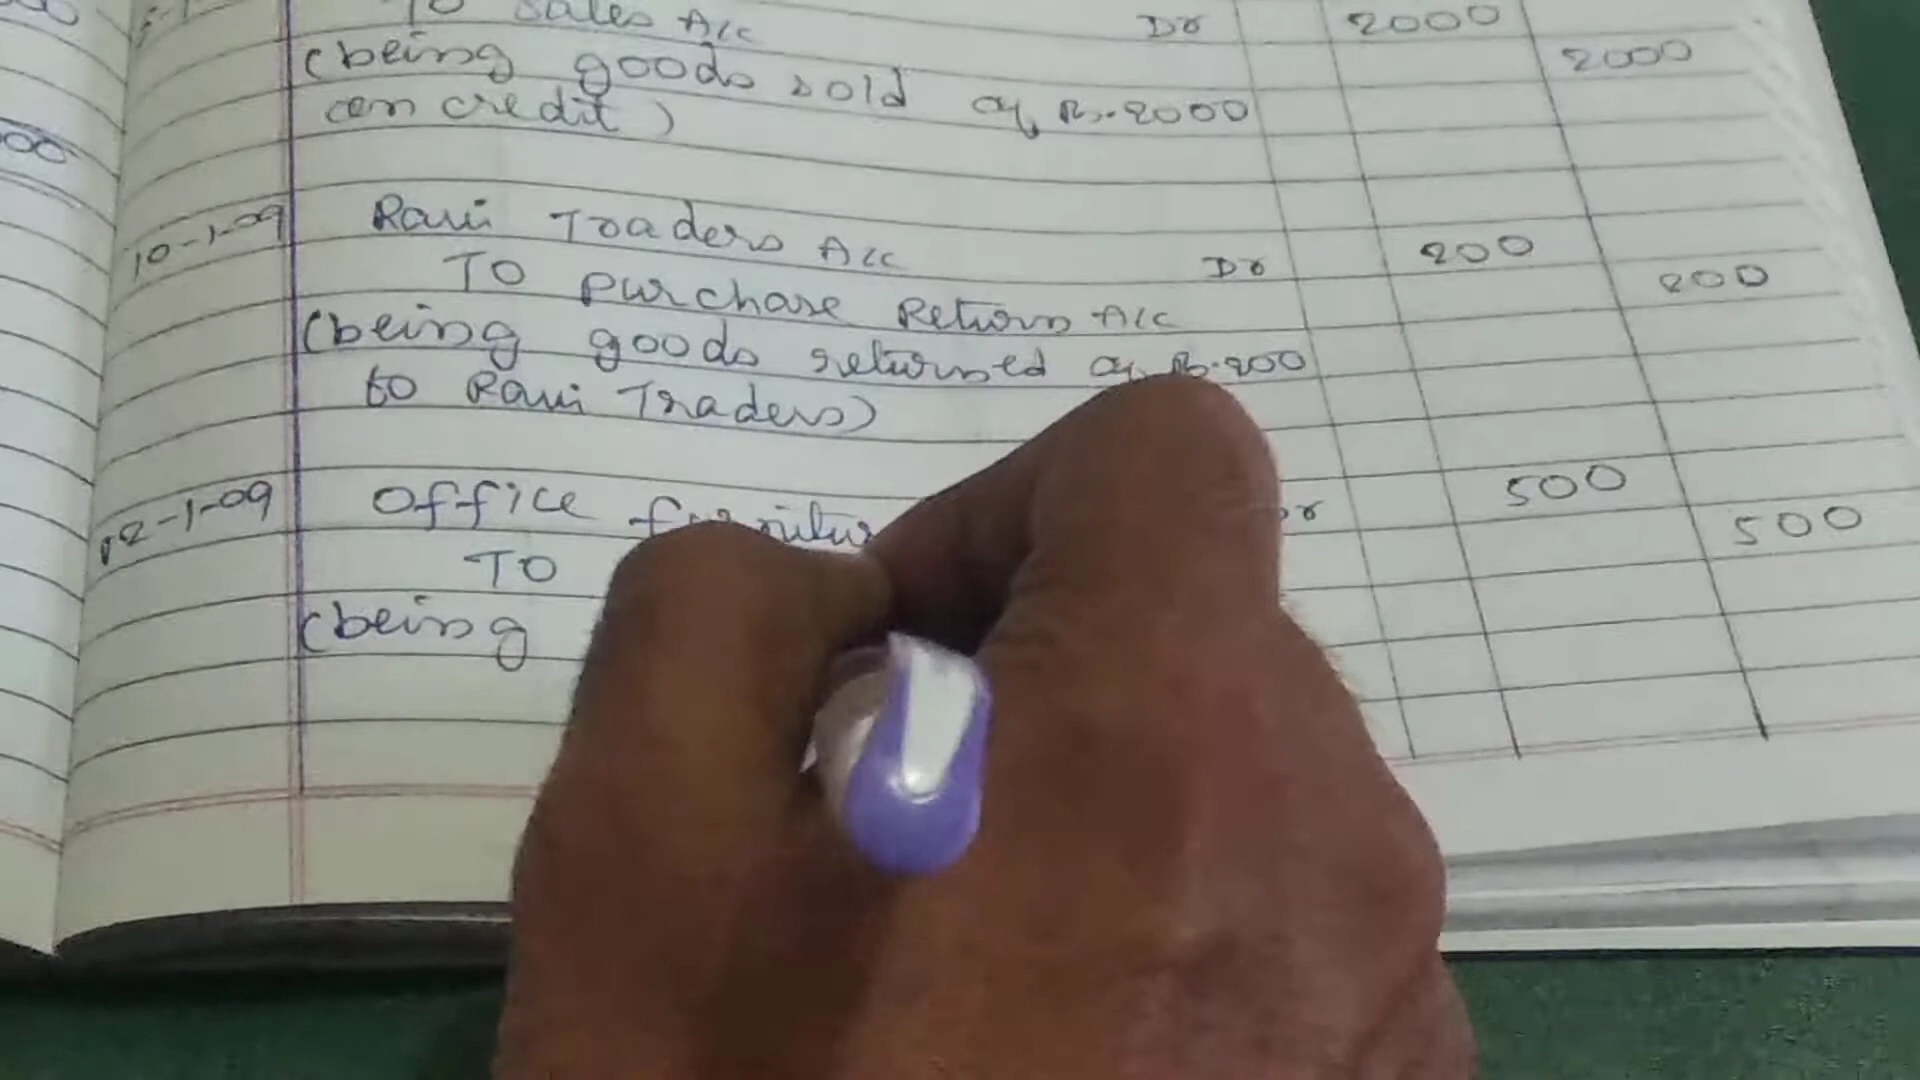 To Sales A/c Dr 2000
2000
(being goods sold of Rs.2000
on credit)
10-1-09 Ravi Traders A/c Dr 200
To Purchase Return A/c 200
(being goods returned of Rs.200
to Ravi Traders)
12-1-09 Office 500
To 500
(being